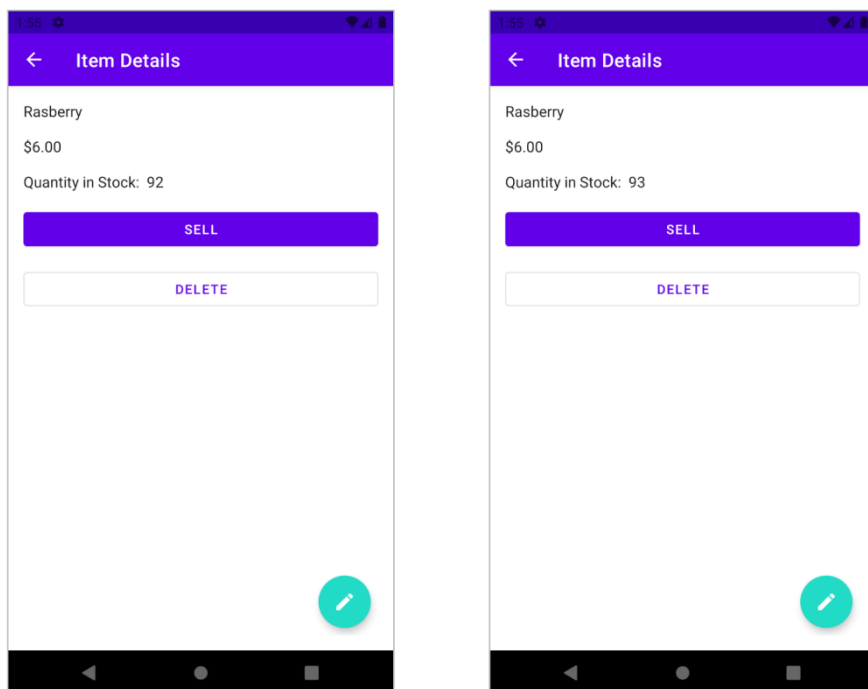 1:55
Item Details
Rasberry
$6.00
Quantity in Stock: 92
SELL
DELETE
1:55
Item Details
Rasberry
$6.00
Quantity in Stock: 93
SELL
DELETE